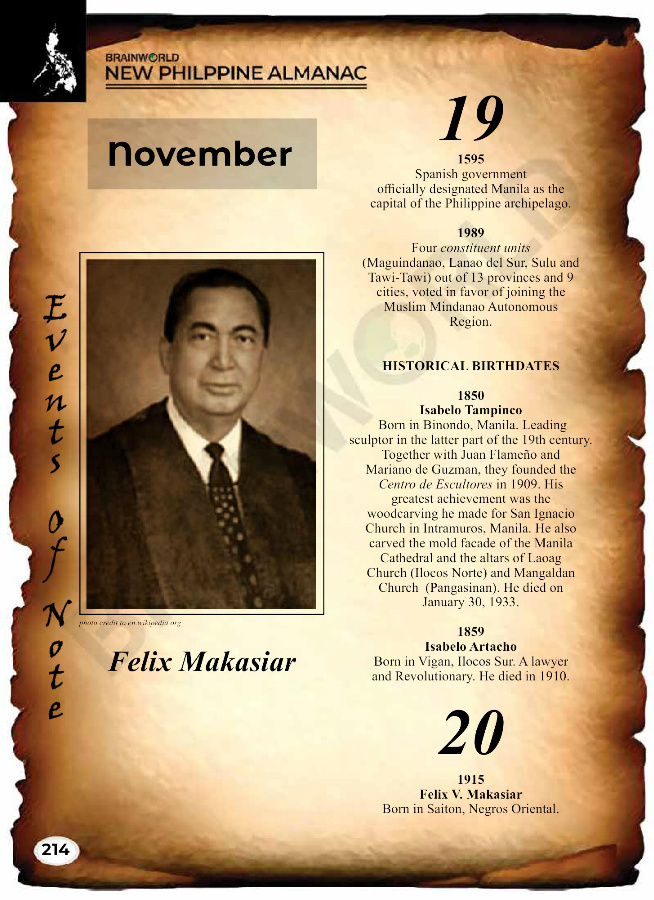 BRAINWORLD
NEW PHILPPINE ALMANAC
November
Events of Note
photo credit to en.wikipedia.org
Felix Makasiar
19
1595
Spanish government
officially designated Manila as the
capital of the Philippine archipelago.
1989
Four constituent units
(Maguindanao, Lanao del Sur, Sulu and
Tawi-Tawi) out of 13 provinces and 9
cities, voted in favor of joining the
Muslim Mindanao Autonomous
Region.
HISTORICAL BIRTHDATES
1850
Isabelo Tampinco
Born in Binondo, Manila. Leading
sculptor in the latter part of the 19th century.
Together with Juan Flameño and
Mariano de Guzman, they founded the
Centro de Escultores in 1909. His
greatest achievement was the
woodcarving he made for San Ignacio
Church in Intramuros, Manila. He also
carved the mold facade of the Manila
Cathedral and the altars of Laoag
Church (Ilocos Norte) and Mangaldan
Church (Pangasinan). He died on
January 30, 1933.
1859
Isabelo Artacho
Born in Vigan, Ilocos Sur. A lawyer
and Revolutionary. He died in 1910.
20
1915
Felix V. Makasiar
Born in Saiton, Negros Oriental.
214
BRAINWORLD